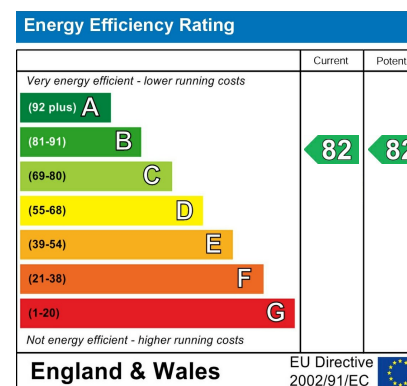 Energy Efficiency Rating
Current Potent
Very energy efficient - lower running costs
(92 plus) A
(81-91) B
82 82
(69-80) C
(55-68) D
(39-54) E
(21-38) F
(1-20) G
Not energy efficient - higher running costs
England & Wales
EU Directive
2002/91/EC